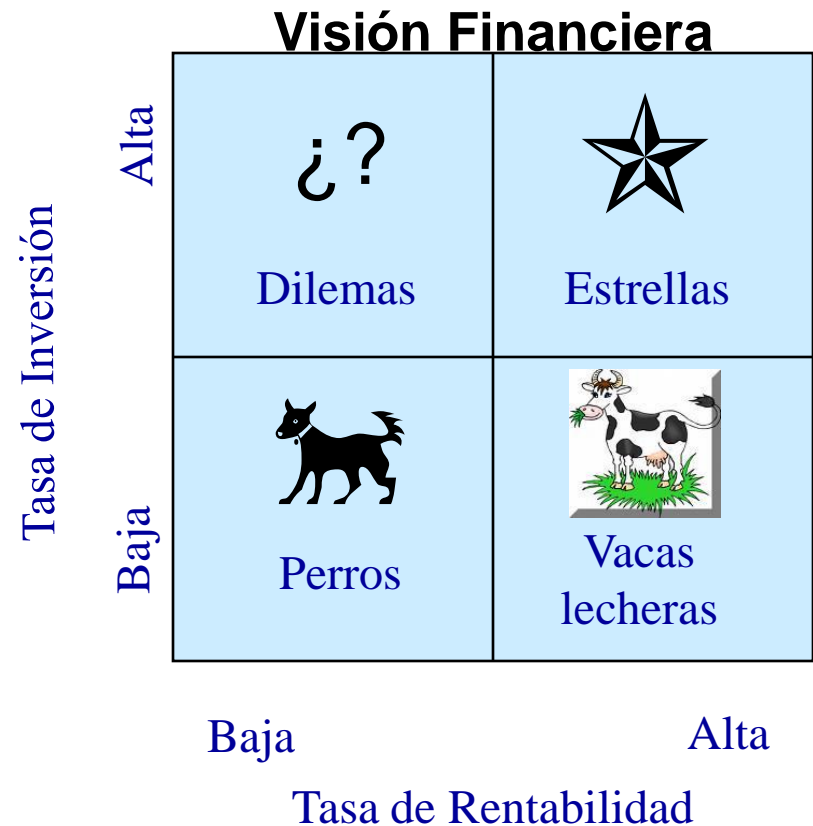 Visión Financiera
Tasa de Inversión
Alta
¿?
Dilemas
Estrellas
Baja
Perros
Vacas
lecheras
Baja
Alta
Tasa de Rentabilidad